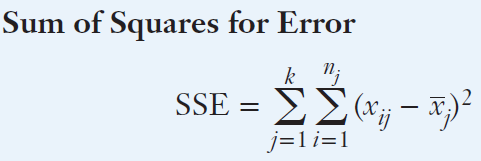 Sum of Squares for Error
SSE = ∑_{j=1}^{k} ∑_{i=1}^{n_j} (x_{ij} − x̄_j)²